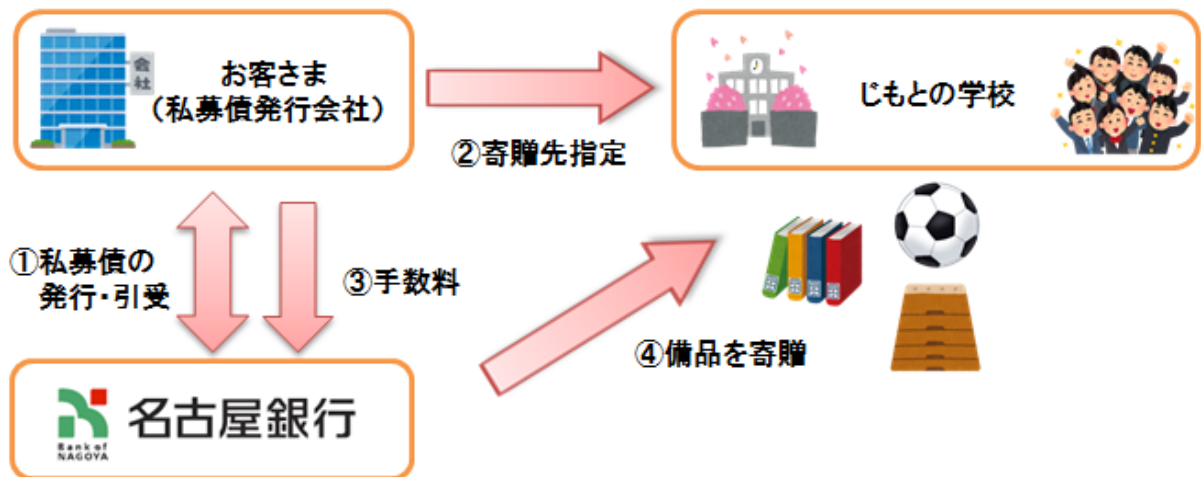 会社
お客さま
(私募債発行会社)
じもとの学校
②寄贈先指定
①私募債の
発行・引受
③手数料
④備品を寄贈
名古屋銀行
Bank of
NAGOYA